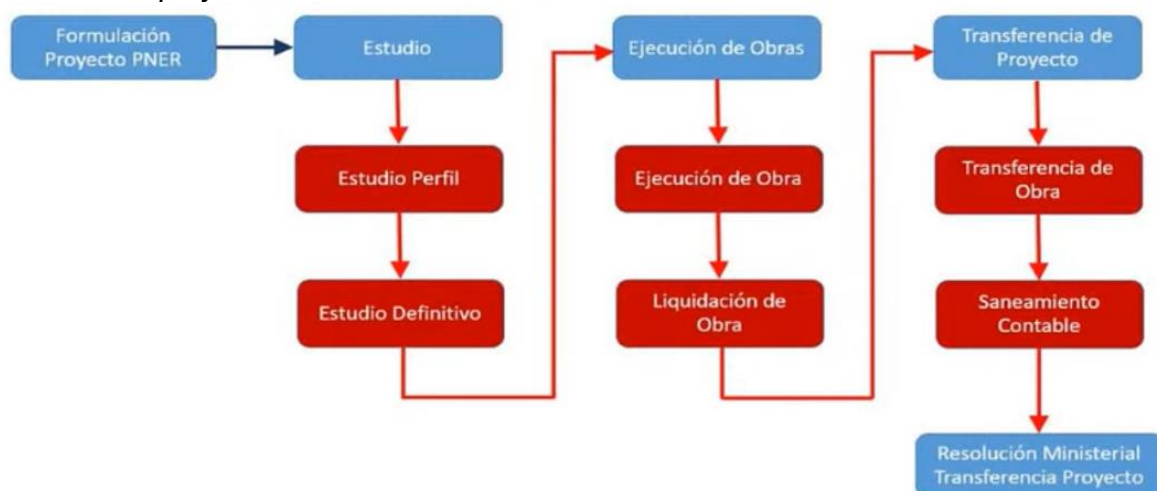 Formulación
Proyecto PNER
Estudio
Ejecución de Obras
Transferencia de
Proyecto
Estudio Perfil
Ejecución de Obra
Transferencia de
Obra
Estudio Definitivo
Liquidación de
Obra
Saneamiento
Contable
Resolución Ministerial
Transferencia Proyecto